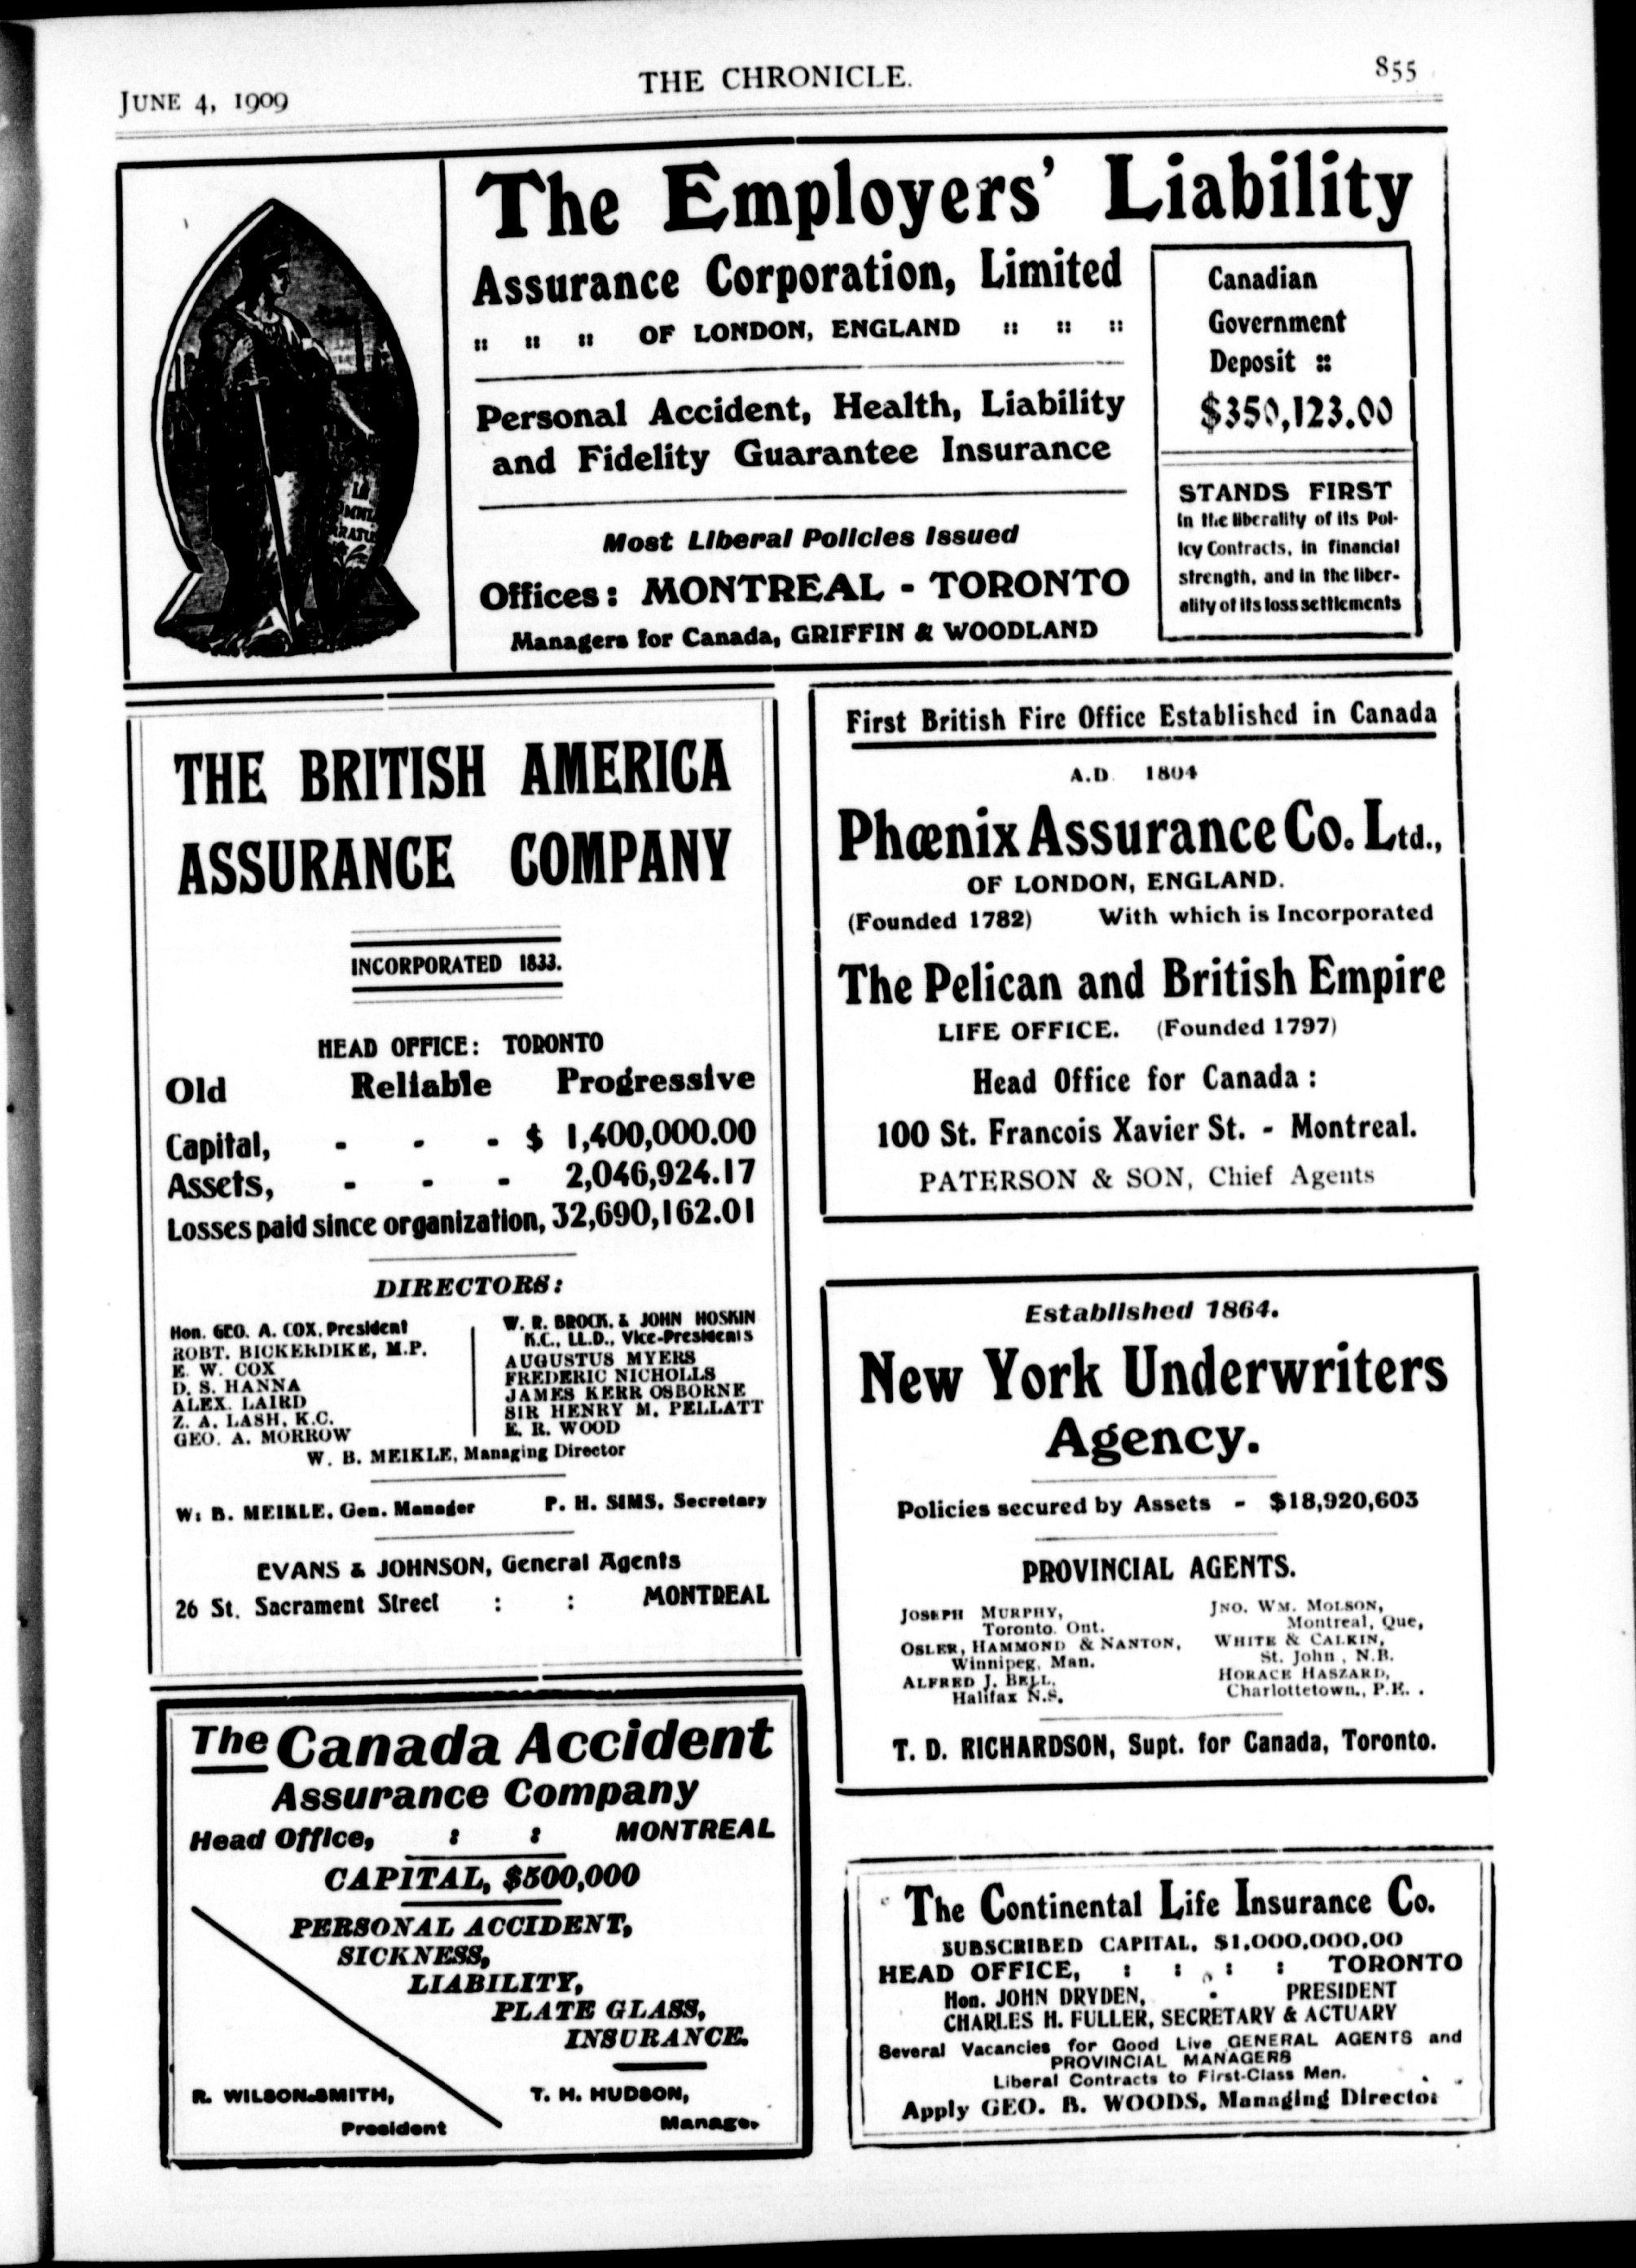 JUNE 4, 1909
THE CHRONICLE.
855
The Employers' Liability
Assurance Corporation, Limited
:: :: :: OF LONDON, ENGLAND :: :: ::
Personal Accident, Health, Liability
and Fidelity Guarantee Insurance
Most Liberal Policies Issued
Offices: MONTREAL - TORONTO
Managers for Canada, GRIFFIN & WOODLAND
Canadian
Government
Deposit ::
$350,123.00
STANDS FIRST
in the liberality of its Pol-
icy Contracts, in financial
strength, and in the liber-
ality of its loss settlements
THE BRITISH AMERICA
ASSURANCE COMPANY
INCORPORATED 1833.
HEAD OFFICE: TORONTO
Old Reliable Progressive
Capital, - - - $ 1,400,000.00
Assets, - - - 2,046,924.17
Losses paid since organization, 32,690,162.01
DIRECTORS:
Hon. GEO. A. COX, President
ROBT. BICKERDIKE, M.P.
E. W. COX
D. S. HANNA
ALEX. LAIRD
Z. A. LASH, K.C.
GEO. A. MORROW
W. R. BROCK, & JOHN HOSKIN
K.C., LL.D., Vice-Presidents
AUGUSTUS MYERS
FREDERIC NICHOLLS
JAMES KERR OSBORNE
SIR HENRY M. PELLATT
E. R. WOOD
W. B. MEIKLE, Managing Director
W. B. MEIKLE, Gen. Manager P. H. SIMS, Secretary
EVANS & JOHNSON, General Agents
26 St. Sacrament Street : : MONTREAL
The Canada Accident
Assurance Company
Head Office, : : MONTREAL
CAPITAL, $500,000
PERSONAL ACCIDENT,
SICKNESS,
LIABILITY,
PLATE GLASS,
INSURANCE.
R. WILSON-SMITH, T. H. HUDSON,
President Manager
First British Fire Office Established in Canada
A.D. 1804
Phœnix Assurance Co. Ltd.,
OF LONDON, ENGLAND.
(Founded 1782) With which is Incorporated
The Pelican and British Empire
LIFE OFFICE. (Founded 1797)
Head Office for Canada:
100 St. Francois Xavier St. - Montreal.
PATERSON & SON, Chief Agents
Established 1864.
New York Underwriters
Agency.
Policies secured by Assets - $18,920,603
PROVINCIAL AGENTS.
JOSEPH MURPHY,
Toronto. Ont.
OSLER, HAMMOND & NANTON,
Winnipeg, Man.
ALFRED J. BELL,
Halifax N.S.
JNO. WM. MOLSON,
Montreal, Que,
WHITE & CALKIN,
St. John, N.B.
HORACE HASZARD,
Charlottetown., P.E. .
T. D. RICHARDSON, Supt. for Canada, Toronto.
The Continental Life Insurance Co.
SUBSCRIBED CAPITAL, $1,000,000.00
HEAD OFFICE, : : : : TORONTO
Hon. JOHN DRYDEN, - PRESIDENT
CHARLES H. FULLER, SECRETARY & ACTUARY
Several Vacancies for Good Live GENERAL AGENTS and
PROVINCIAL MANAGERS
Liberal Contracts to First-Class Men.
Apply GEO. B. WOODS, Managing Director